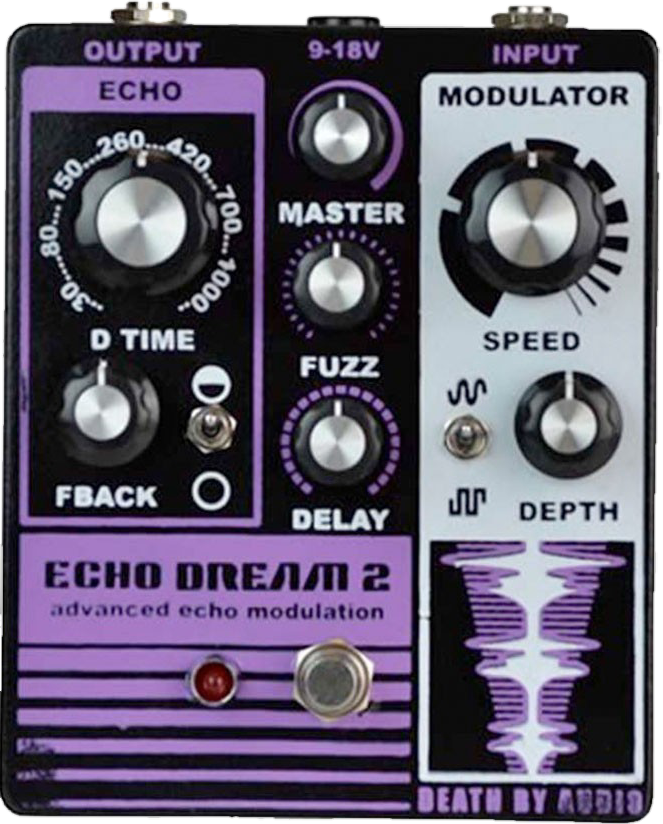 OUTPUT
9-18V
INPUT
ECHO
MODULATOR
30....80...150...260...420...700...1000..
MASTER
D TIME
SPEED
FUZZ
FBACK
DELAY
DEPTH
ECHO DREAM 2
advanced echo modulation
DEATH BY AUDIO